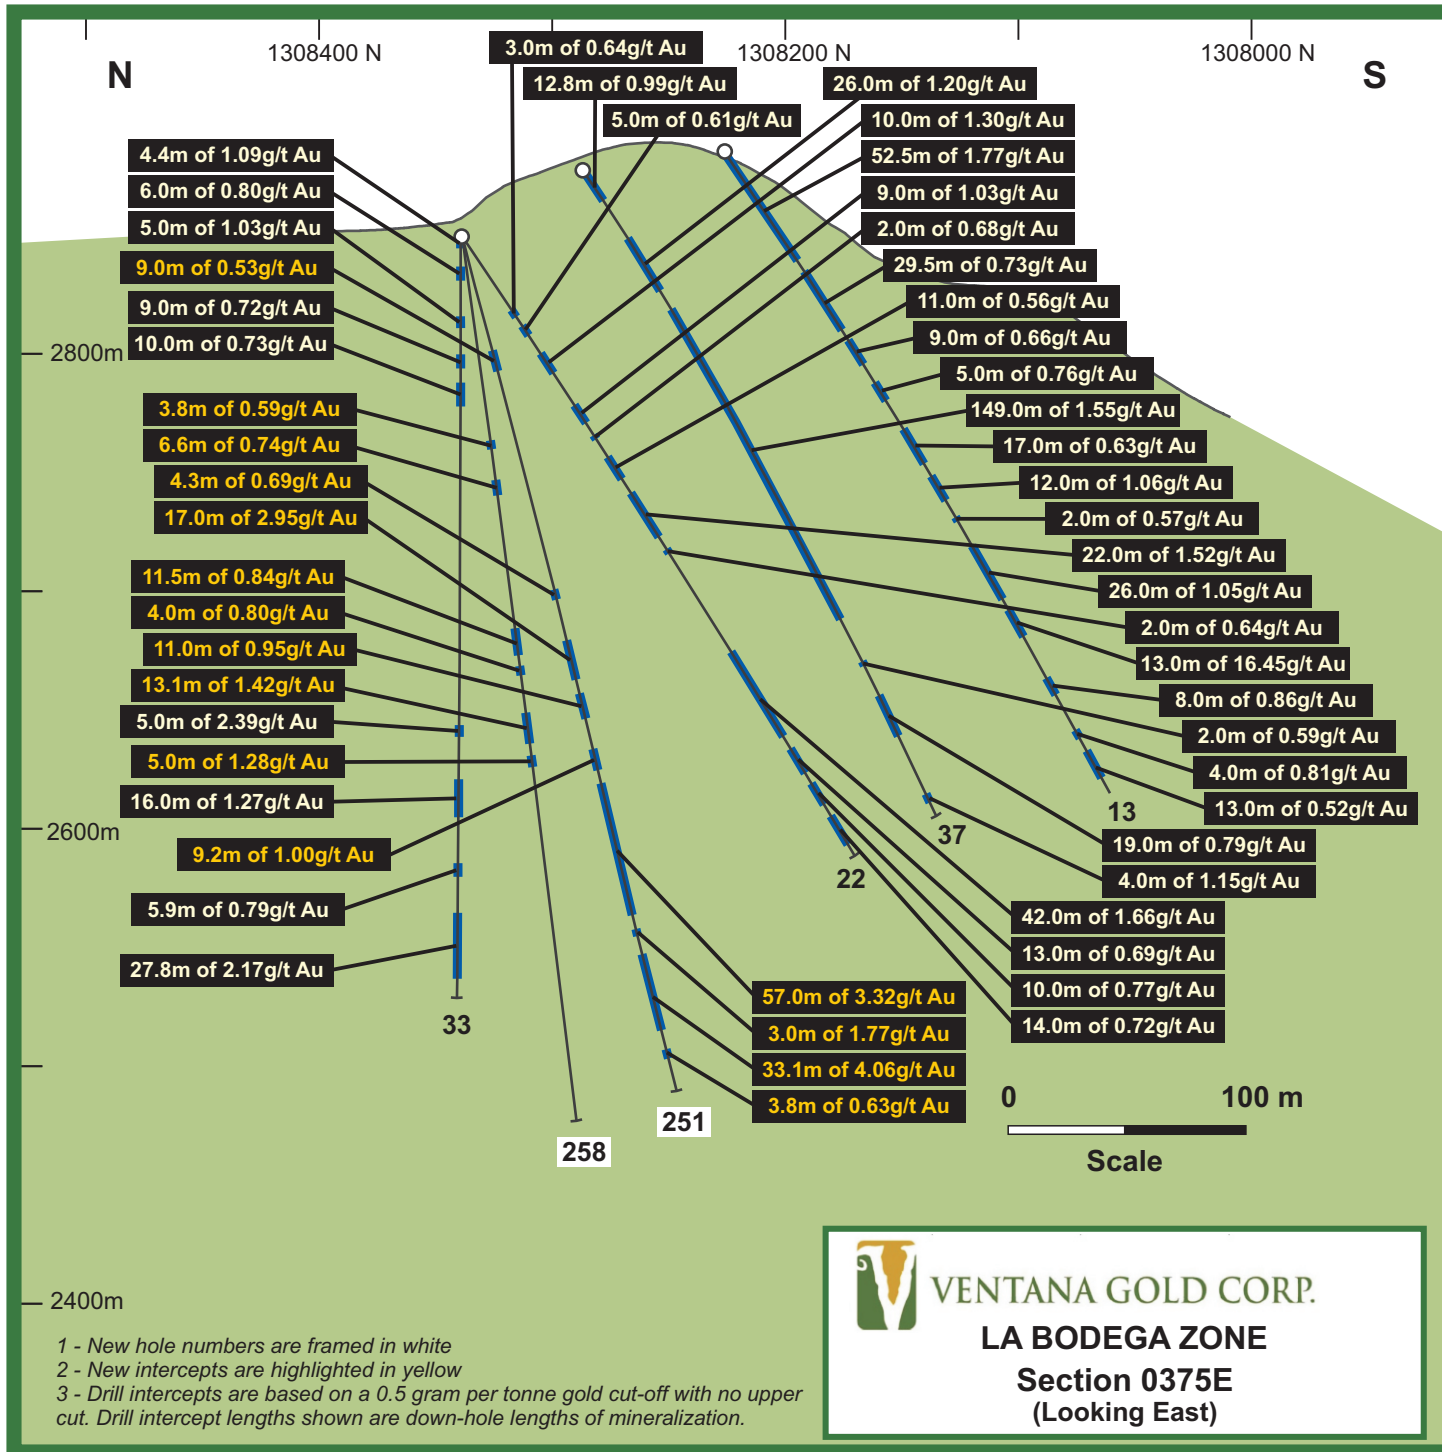 1308400 N
1308200 N
1308000 N
N
S
3.0m of 0.64g/t Au
12.8m of 0.99g/t Au
5.0m of 0.61g/t Au
26.0m of 1.20g/t Au
10.0m of 1.30g/t Au
52.5m of 1.77g/t Au
9.0m of 1.03g/t Au
2.0m of 0.68g/t Au
29.5m of 0.73g/t Au
11.0m of 0.56g/t Au
9.0m of 0.66g/t Au
5.0m of 0.76g/t Au
149.0m of 1.55g/t Au
17.0m of 0.63g/t Au
12.0m of 1.06g/t Au
2.0m of 0.57g/t Au
22.0m of 1.52g/t Au
26.0m of 1.05g/t Au
2.0m of 0.64g/t Au
13.0m of 16.45g/t Au
8.0m of 0.86g/t Au
2.0m of 0.59g/t Au
4.0m of 0.81g/t Au
13.0m of 0.52g/t Au
19.0m of 0.79g/t Au
4.0m of 1.15g/t Au
42.0m of 1.66g/t Au
13.0m of 0.69g/t Au
10.0m of 0.77g/t Au
14.0m of 0.72g/t Au
4.4m of 1.09g/t Au
6.0m of 0.80g/t Au
5.0m of 1.03g/t Au
9.0m of 0.53g/t Au
9.0m of 0.72g/t Au
10.0m of 0.73g/t Au
3.8m of 0.59g/t Au
6.6m of 0.74g/t Au
4.3m of 0.69g/t Au
17.0m of 2.95g/t Au
11.5m of 0.84g/t Au
4.0m of 0.80g/t Au
11.0m of 0.95g/t Au
13.1m of 1.42g/t Au
5.0m of 2.39g/t Au
5.0m of 1.28g/t Au
16.0m of 1.27g/t Au
9.2m of 1.00g/t Au
5.9m of 0.79g/t Au
27.8m of 2.17g/t Au
57.0m of 3.32g/t Au
3.0m of 1.77g/t Au
33.1m of 4.06g/t Au
3.8m of 0.63g/t Au
2800m
2600m
2400m
33
258
251
22
37
13
0 100 m
Scale
1 - New hole numbers are framed in white
2 - New intercepts are highlighted in yellow
3 - Drill intercepts are based on a 0.5 gram per tonne gold cut-off with no upper
cut. Drill intercept lengths shown are down-hole lengths of mineralization.
VENTANA GOLD CORP.
LA BODEGA ZONE
Section 0375E
(Looking East)